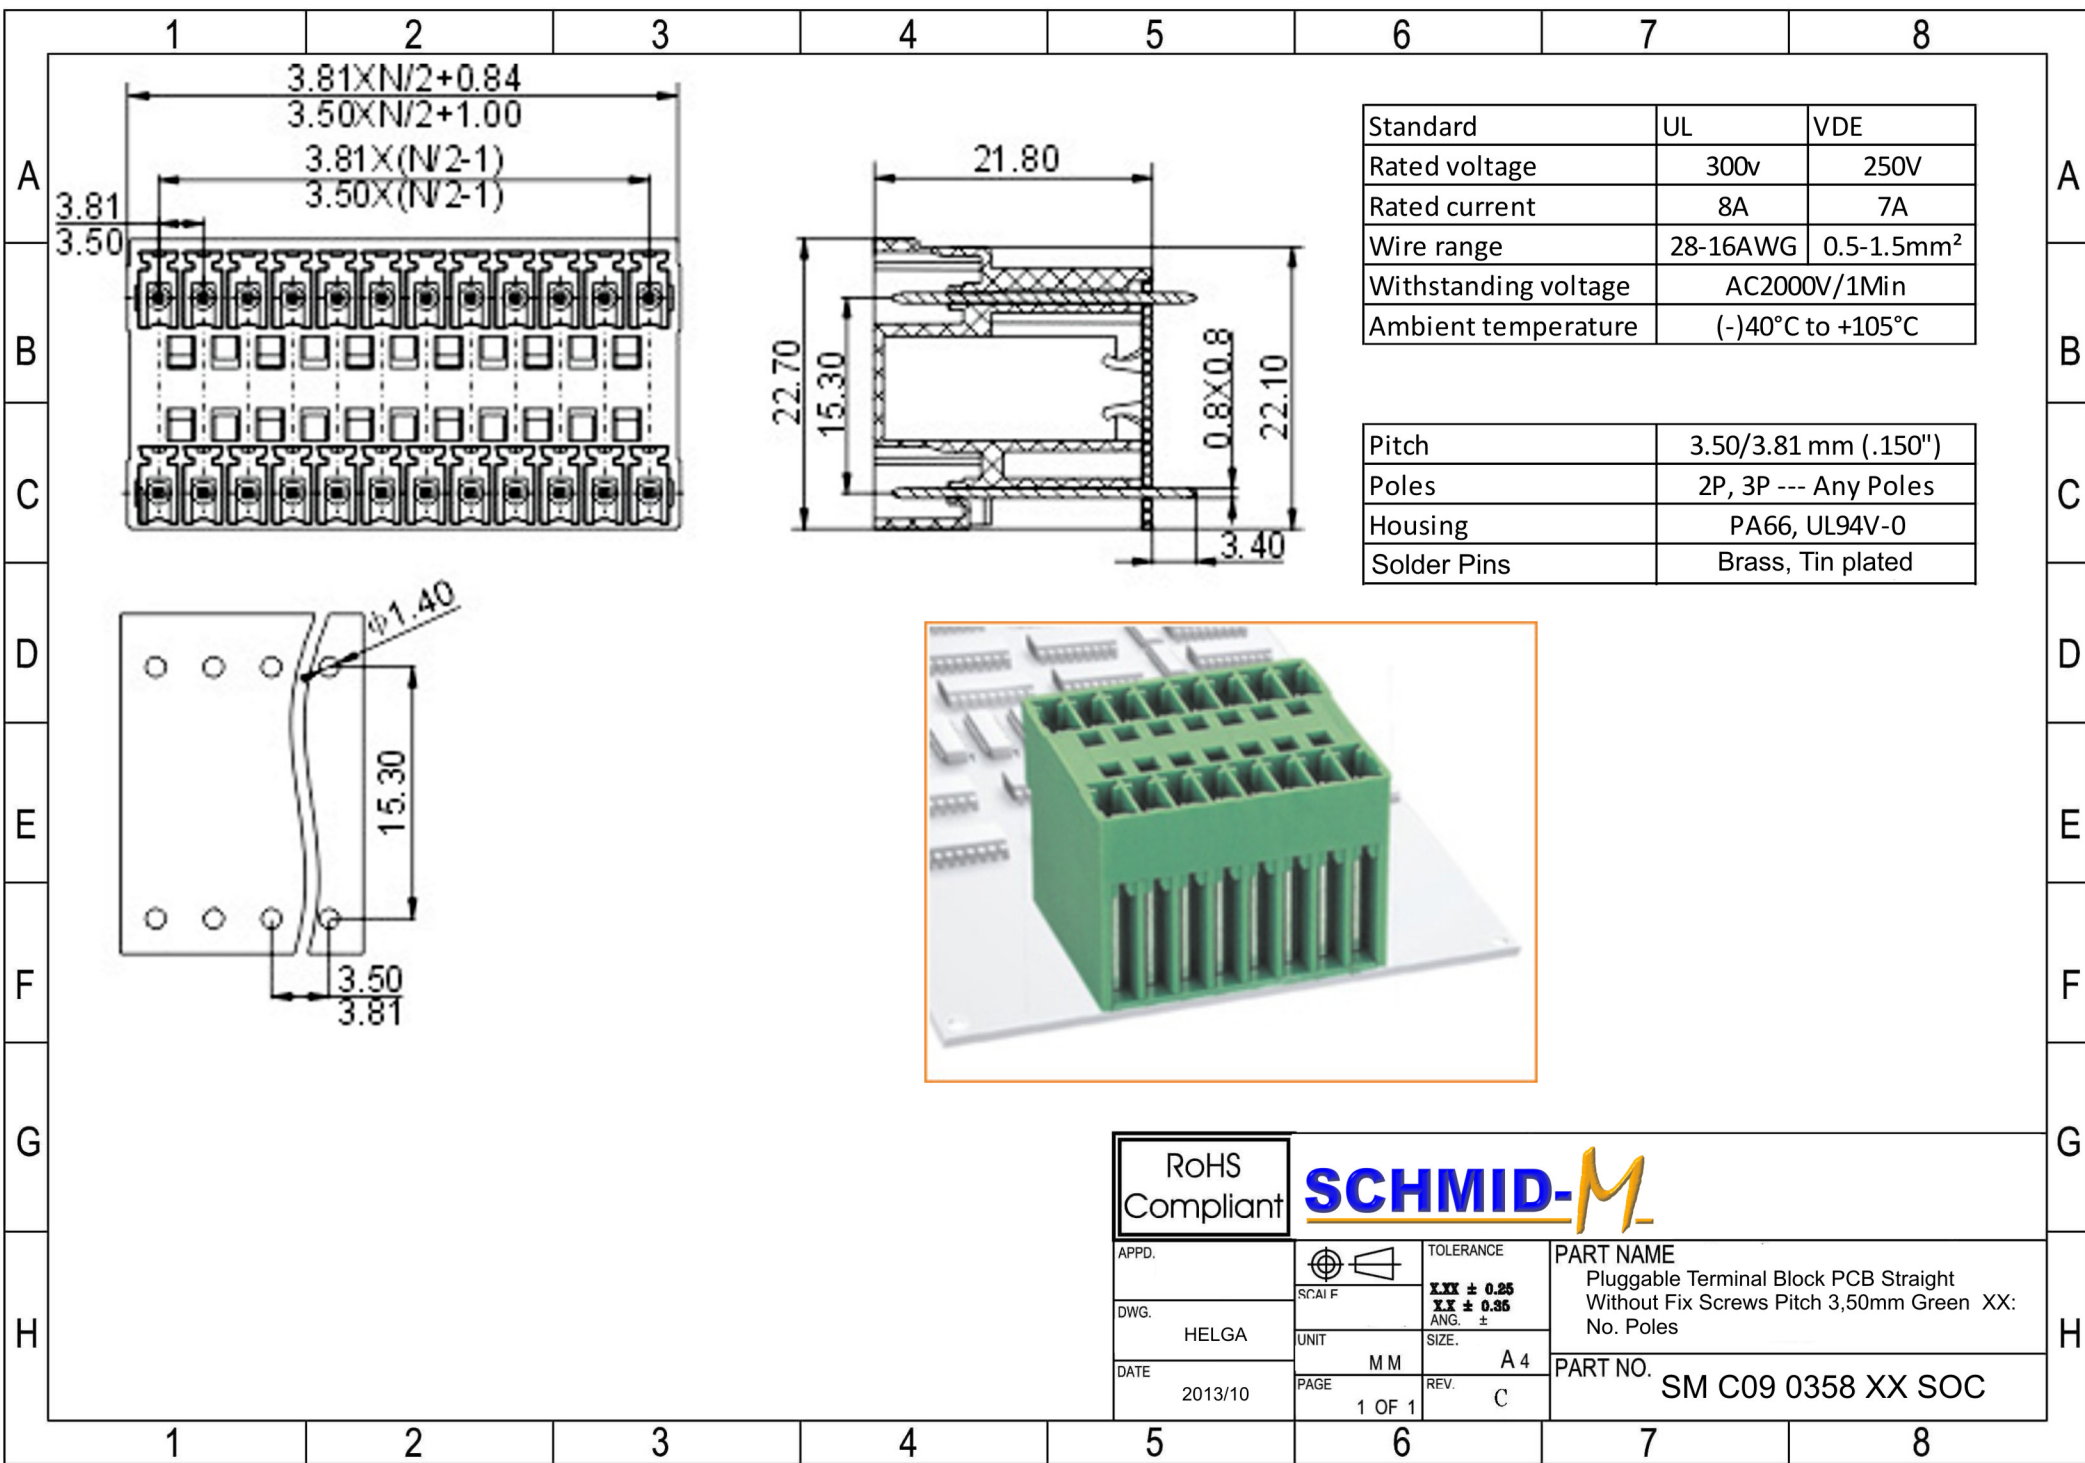 1 2 3 4 5 6 7 8
A
B
C
D
E
F
G
H
A
B
C
D
E
F
G
H
3.81XN/2+0.84
3.50XN/2+1.00
3.81X(N/2-1)
3.50X(N/2-1)
3.81
3.50
21.80
22.70
15.30
0.8X0.8
22.10
3.40
Standard UL VDE
Rated voltage 300v 250V
Rated current 8A 7A
Wire range 28-16AWG 0.5-1.5mm²
Withstanding voltage AC2000V/1Min
Ambient temperature (-)40°C to +105°C
Pitch 3.50/3.81 mm (.150")
Poles 2P, 3P --- Any Poles
Housing PA66, UL94V-0
Solder Pins Brass, Tin plated
ϕ1.40
15.30
3.50
3.81
RoHS
Compliant
SCHMID-M
APPD.
DWG.
HELGA
DATE
2013/10
SCALE
UNIT
MM
PAGE
1 OF 1
TOLERANCE
X.XX ± 0.25
X.X ± 0.35
ANG. ±
SIZE.
A4
REV.
C
PART NAME
Pluggable Terminal Block PCB Straight
Without Fix Screws Pitch 3,50mm Green XX:
No. Poles
PART NO.
SM C09 0358 XX SOC
1 2 3 4 5 6 7 8